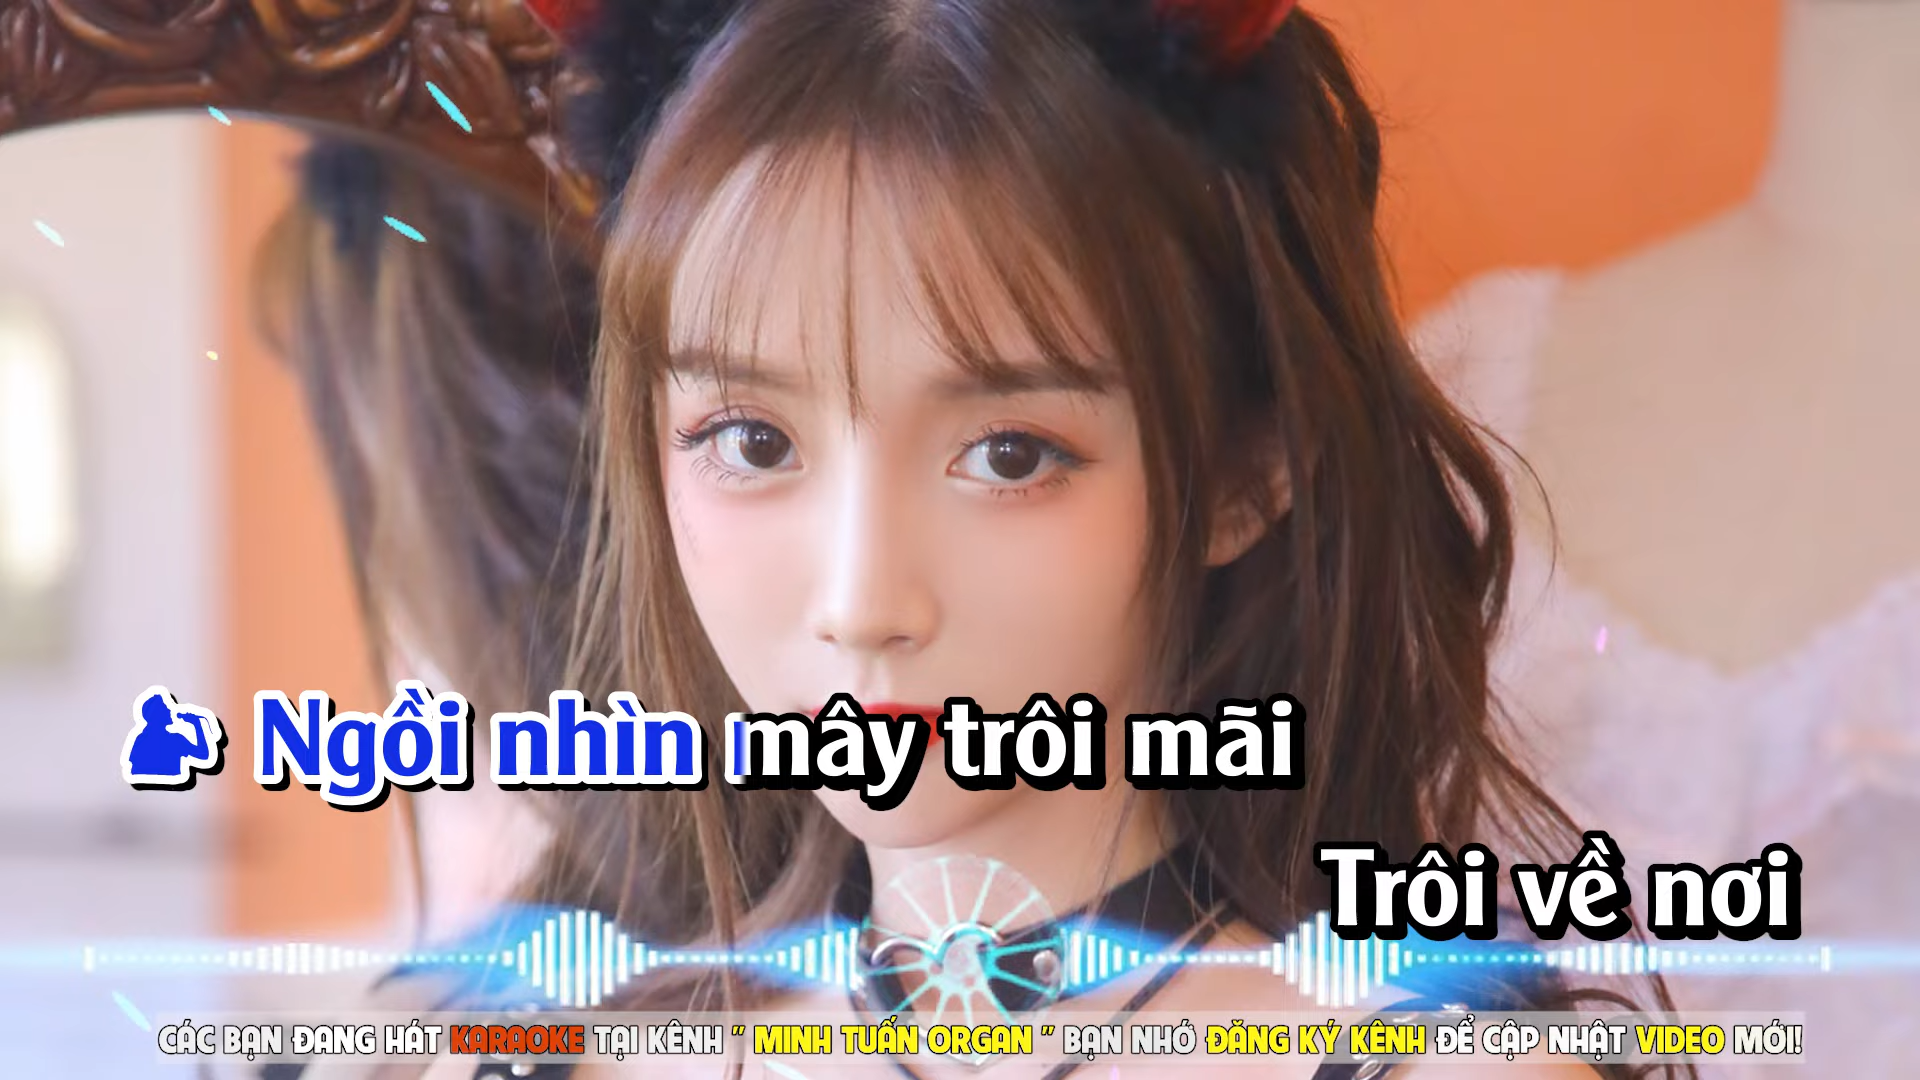 Ngồi nhìn mây trôi mãi
Trôi về nơi
CÁC BẠN ĐANG HÁT KARAOKE TẠI KÊNH " MINH TUẤN ORGAN " BẠN NHỚ ĐĂNG KÝ KÊNH ĐỂ CẬP NHẬT VIDEO MỚI!